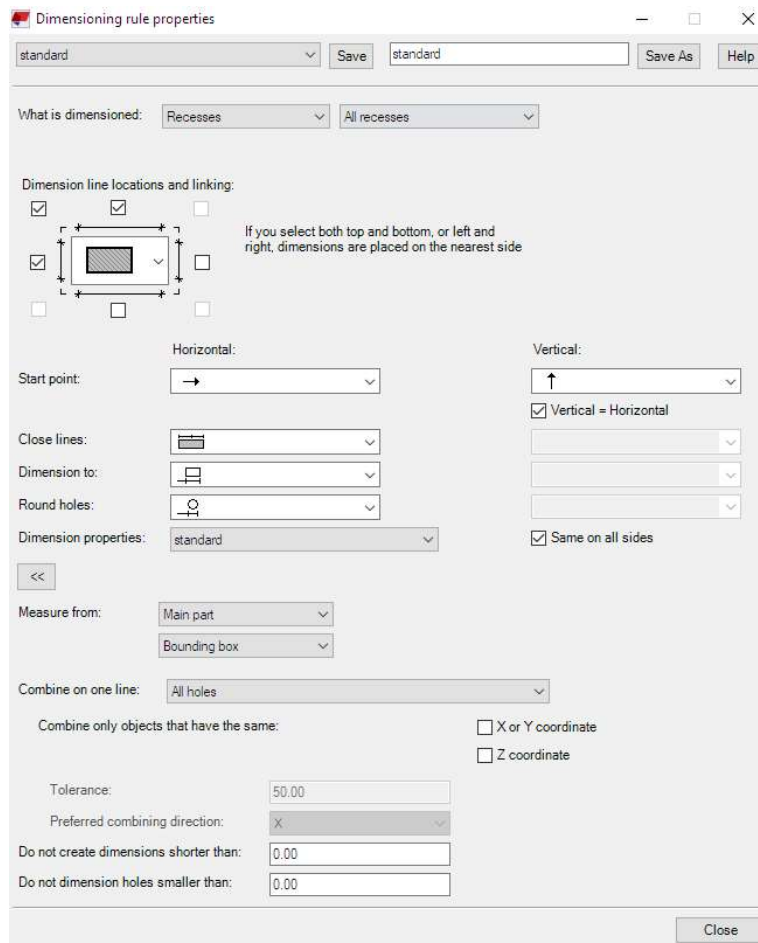 Dimensioning rule properties
standard Save standard Save As Help
What is dimensioned: Recesses All recesses
Dimension line locations and linking:
If you select both top and bottom, or left and
right, dimensions are placed on the nearest side
Horizontal: Vertical:
Start point:
Vertical = Horizontal
Close lines:
Dimension to:
Round holes:
Dimension properties: standard Same on all sides
<<
Measure from: Main part
Bounding box
Combine on one line: All holes
Combine only objects that have the same: X or Y coordinate
Z coordinate
Tolerance: 50.00
Preferred combining direction: X
Do not create dimensions shorter than: 0.00
Do not dimension holes smaller than: 0.00
Close